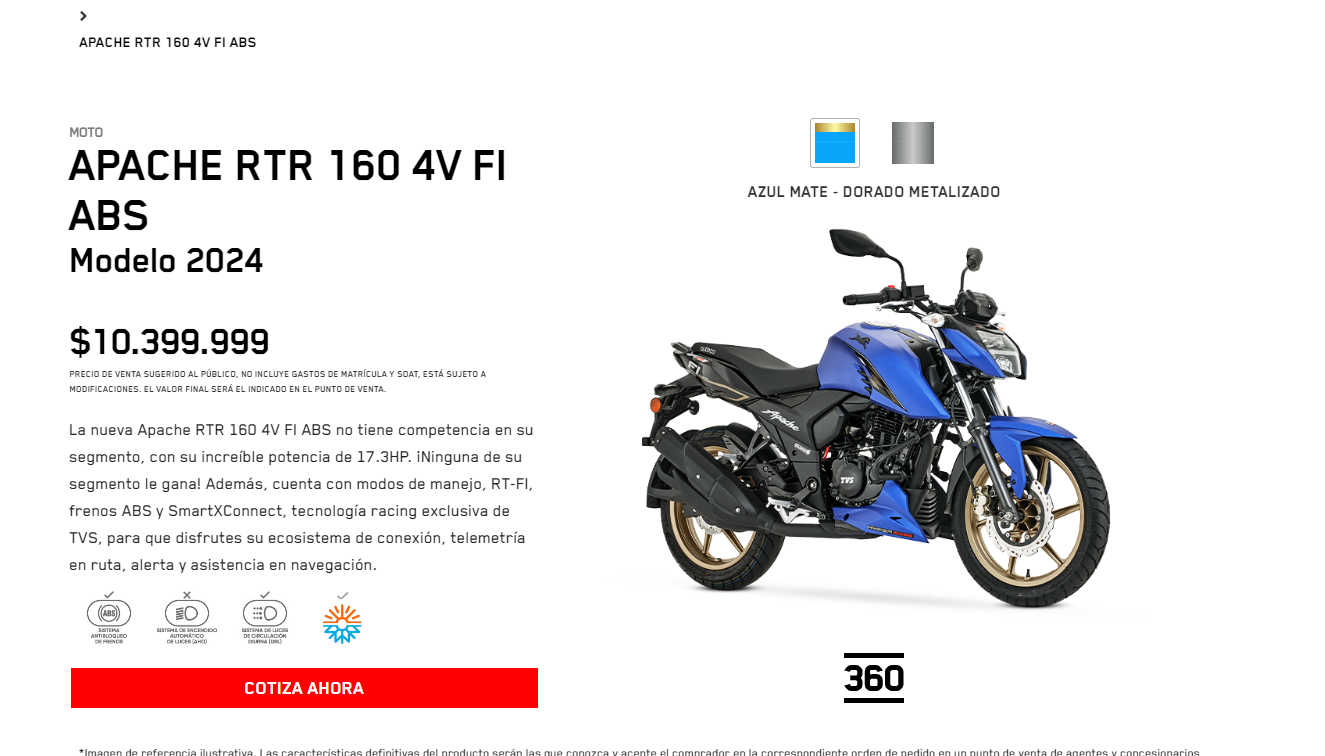 APACHE RTR 160 4V FI ABS
MOTO
APACHE RTR 160 4V FI
ABS
Modelo 2024
$10.399.999
PRECIO DE VENTA SUGERIDO AL PÚBLICO, NO INCLUYE GASTOS DE MATRÍCULA Y SOAT, ESTÁ SUJETO A
MODIFICACIONES. EL VALOR FINAL SERÁ EL INDICADO EN EL PUNTO DE VENTA.
La nueva Apache RTR 160 4V FI ABS no tiene competencia en su
segmento, con su increíble potencia de 17.3HP. ¡Ninguna de su
segmento le gana! Además, cuenta con modos de manejo, RT-FI,
frenos ABS y SmartXConnect, tecnología racing exclusiva de
TVS, para que disfrutes su ecosistema de conexión, telemetría
en ruta, alerta y asistencia en navegación.
ABS
SISTEMA
ANTIBLOQUEO
DE FRENOS
SISTEMA DE ENCENDIDO
AUTOMÁTICO
DE LUCES (AHO)
SISTEMA DE LUCES
DE CIRCULACIÓN
DIURNA (DRL)
COTIZA AHORA
AZUL MATE - DORADO METALIZADO
auteco
Fi
Apache
TVS
360
*Imagen de referencia ilustrativa. Las características definitivas del producto serán las que conozca y acepte el comprador en la correspondiente orden de pedido en un punto de venta de agentes y concesionarios